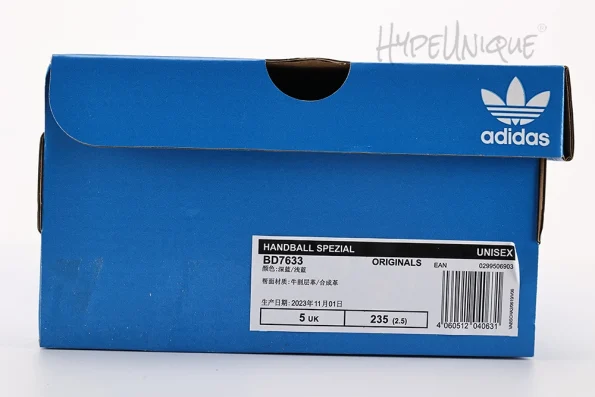 HYPEUNIQUE
adidas
HANDBALL SPEZIAL UNISEX
BD7633 ORIGINALS EAN 0299506903
颜色:深蓝/浅蓝
帮面材质:牛剖层革/合成革
生产日期:2023年11月01日
5 UK 235 (2.5)
4 060512 040631